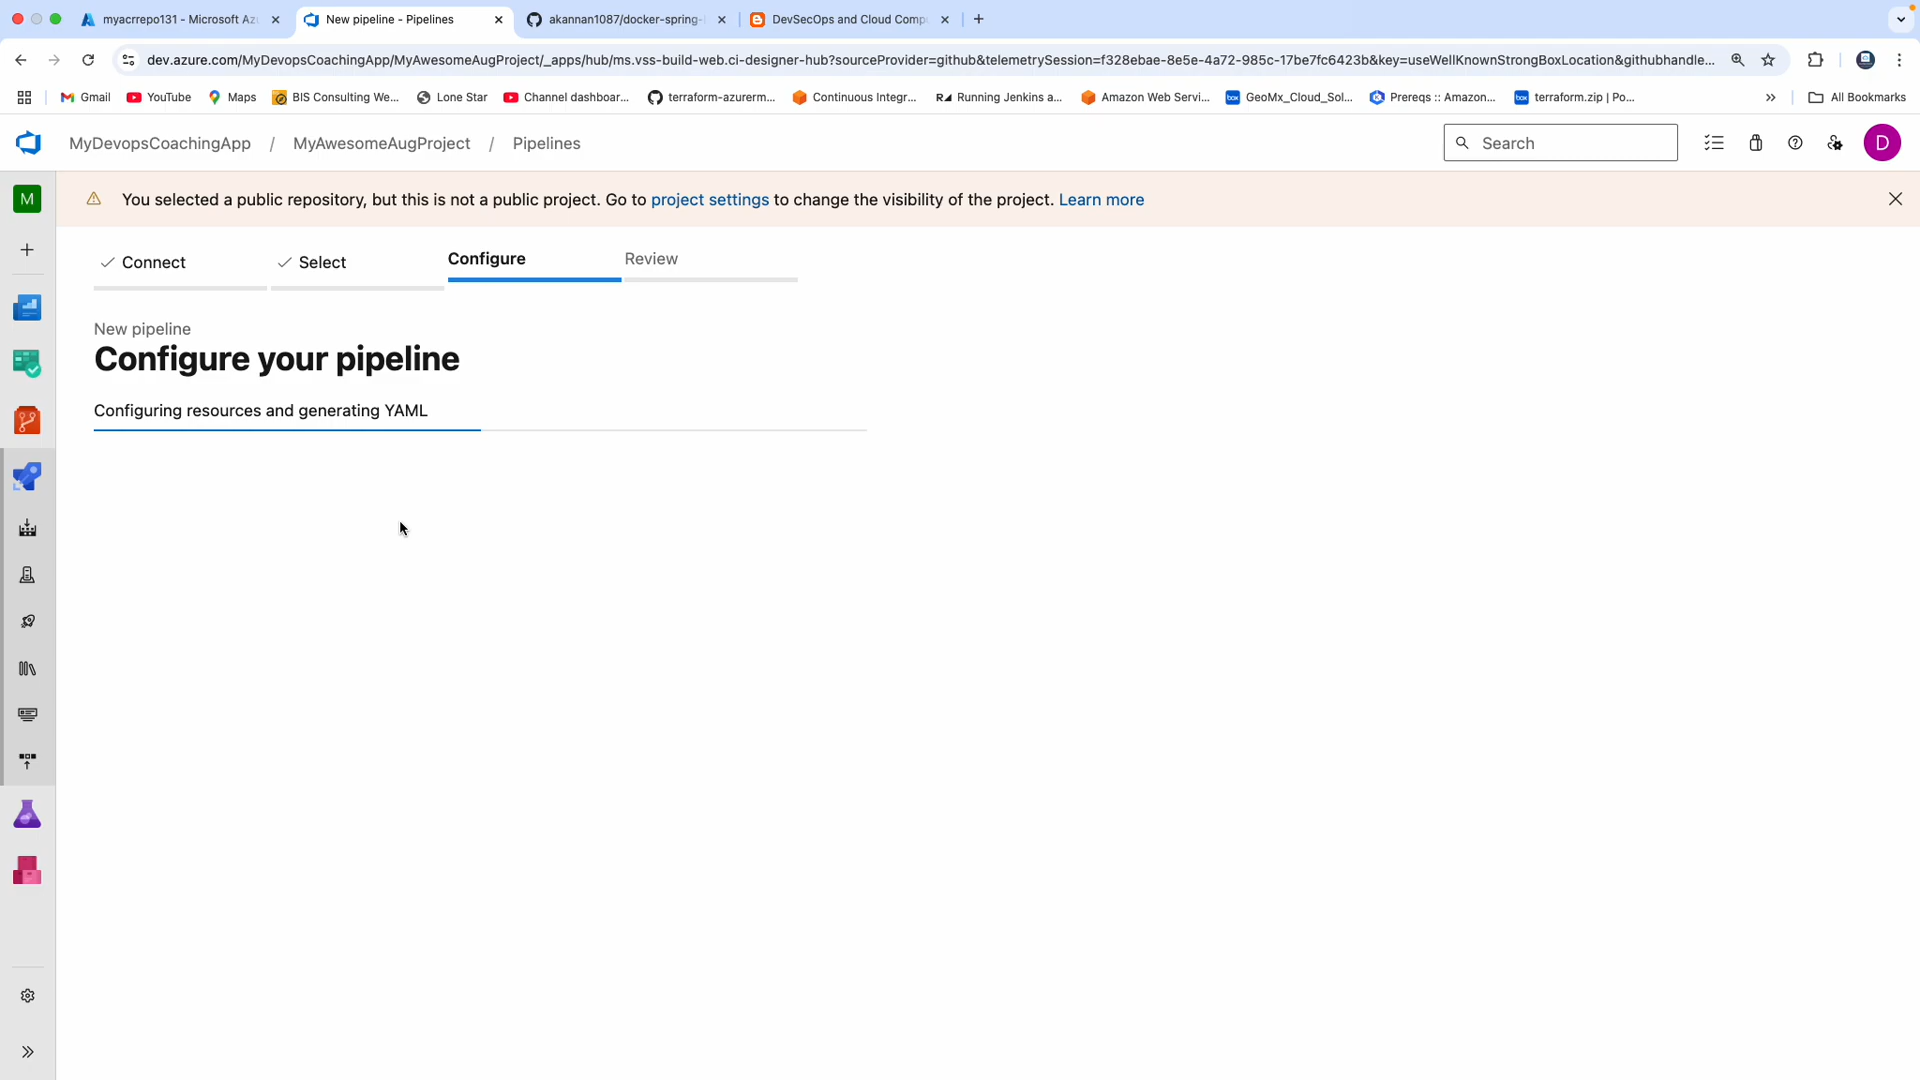 myacrrepo131 - Microsoft Az
New pipeline - Pipelines
akannan1087/docker-spring-
DevSecOps and Cloud Comp
dev.azure.com/MyDevopsCoachingApp/MyAwesomeAugProject/_apps/hub/ms.vss-build-web.ci-designer-hub?sourceProvider=github&telemetrySession=f328ebae-8e5e-4a72-985c-17be7fc6423b&key=useWellKnownStrongBoxLocation&githubhandle...
Gmail
YouTube
Maps
BIS Consulting We...
Lone Star
Channel dashboar...
terraform-azurerm...
Continuous Integr...
Running Jenkins a...
Amazon Web Servi...
GeoMx_Cloud_Sol...
Prereqs :: Amazon...
terraform.zip | Po...
All Bookmarks
MyDevopsCoachingApp / MyAwesomeAugProject / Pipelines
Search
D
M
You selected a public repository, but this is not a public project. Go to project settings to change the visibility of the project. Learn more
Connect
Select
Configure
Review
New pipeline
Configure your pipeline
Configuring resources and generating YAML